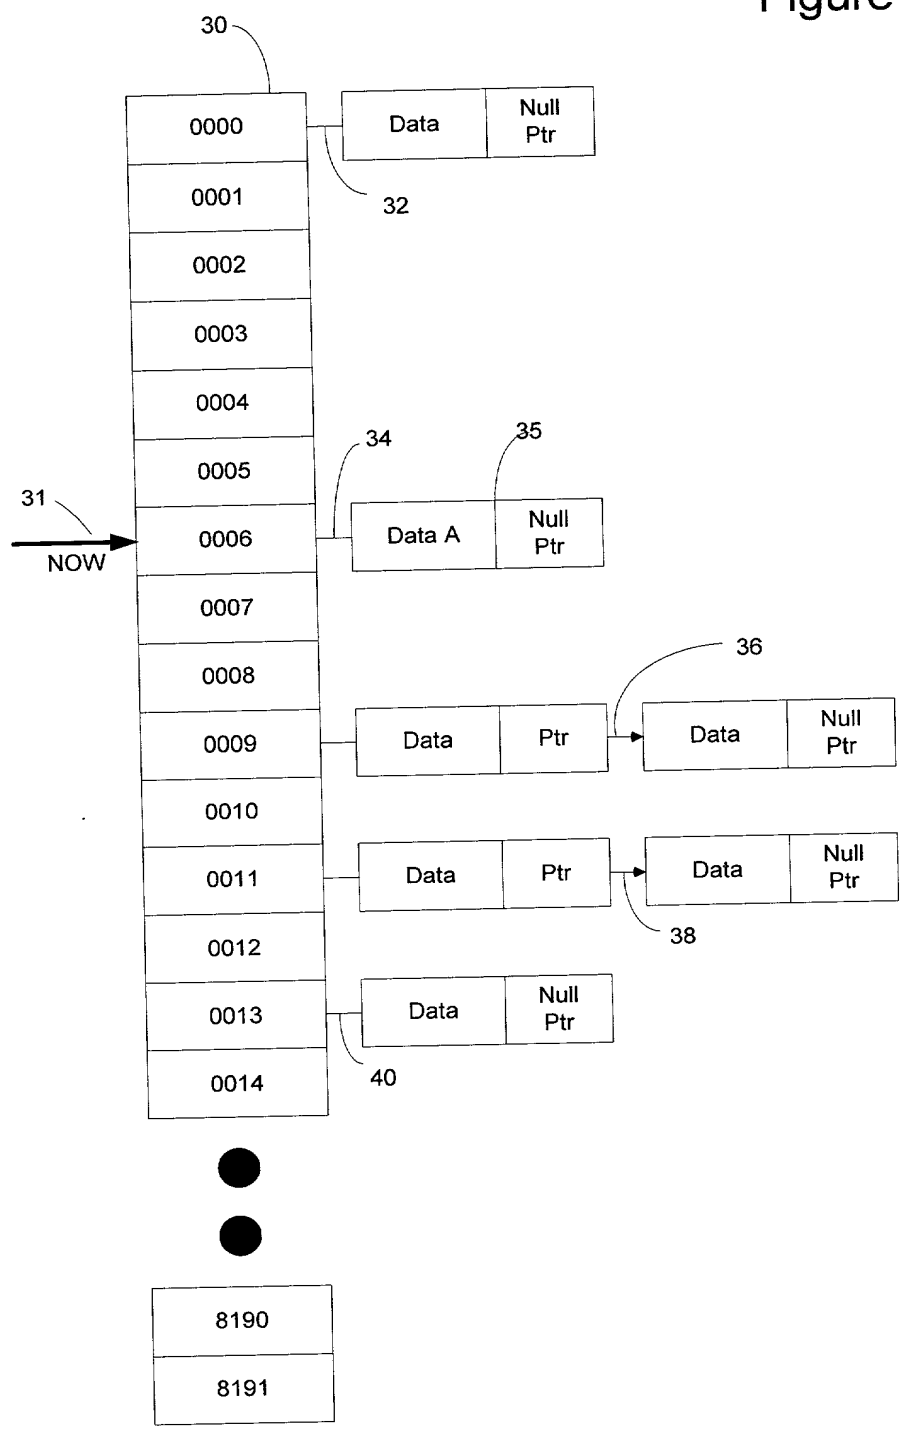 Figure
30
0000
Data
Null
Ptr
32
0001
0002
0003
0004
0005
34
35
31
NOW
0006
Data A
Null
Ptr
0007
0008
36
0009
Data
Ptr
Data
Null
Ptr
0010
0011
Data
Ptr
Data
Null
Ptr
38
0012
0013
Data
Null
Ptr
40
0014
8190
8191